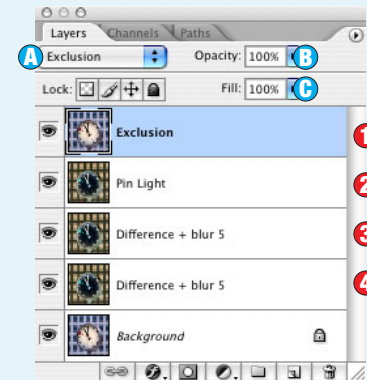 Layers Channels Paths
A Exclusion Opacity: 100% B
Lock: Fill: 100% C
Exclusion 1
Pin Light 2
Difference + blur 5 3
Difference + blur 5 4
Background